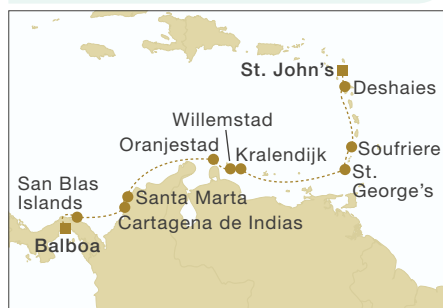 St. John's
Deshaies
Willemstad
Oranjestad
Kralendijk
Soufriere
St.
George's
San Blas
Islands
Santa Marta
Cartagena de Indias
Balboa